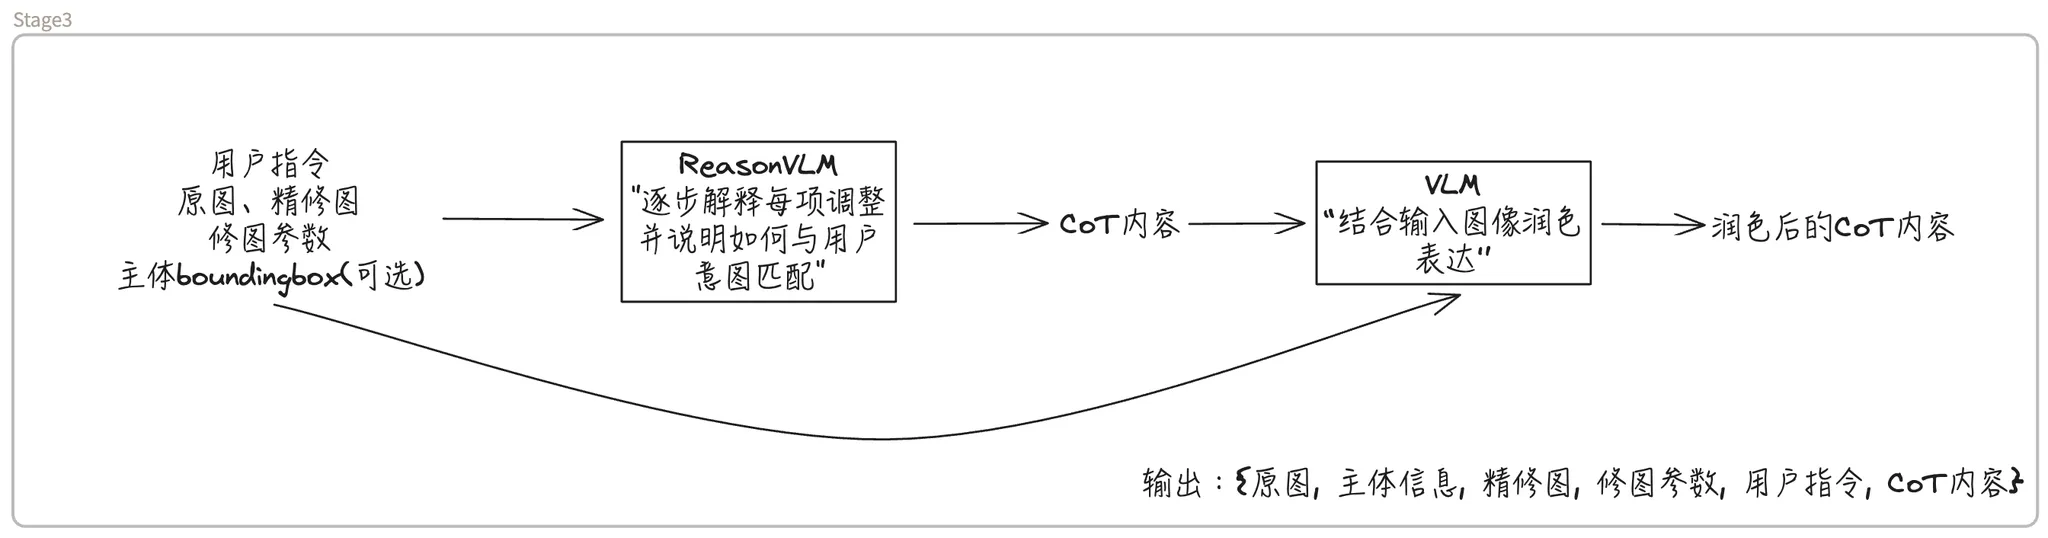 Stage3
用户指令
原图、精修图
修图参数
主体boundingbox(可选)
ReasonVLM
"逐步解释每项调整
并说明如何与用户
意图匹配"
CoT内容
VLM
"结合输入图像润色
表达"
润色后的CoT内容
输出：{原图, 主体信息, 精修图, 修图参数, 用户指令, CoT内容}